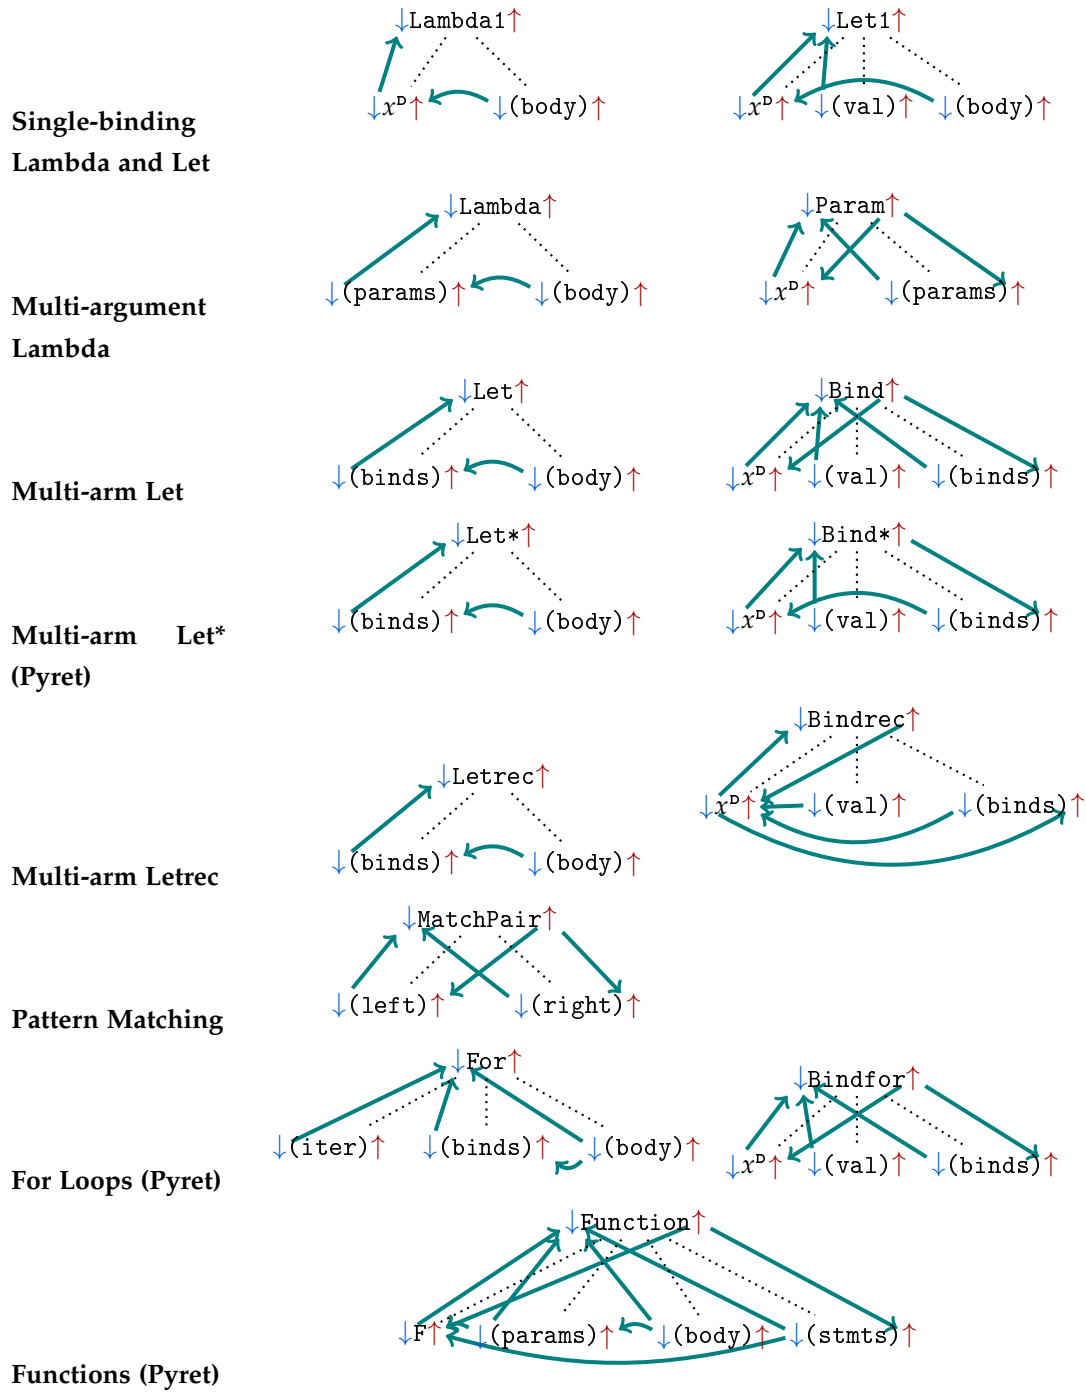 ↓Lambda1↑ ↓Let1↑
↓xᴰ↑ ↓(body)↑ ↓xᴰ↑ ↓(val)↑ ↓(body)↑
Single-binding
Lambda and Let
↓Lambda↑ ↓Param↑
↓(params)↑ ↓(body)↑ ↓xᴰ↑ ↓(params)↑
Multi-argument
Lambda
↓Let↑ ↓Bind↑
↓(binds)↑ ↓(body)↑ ↓xᴰ↑ ↓(val)↑ ↓(binds)↑
Multi-arm Let
↓Let*↑ ↓Bind*↑
↓(binds)↑ ↓(body)↑ ↓xᴰ↑ ↓(val)↑ ↓(binds)↑
Multi-arm Let*
(Pyret)
↓Bindrec↑
↓Letrec↑
↓xᴰ↑ ↓(val)↑ ↓(binds)↑
↓(binds)↑ ↓(body)↑
Multi-arm Letrec
↓MatchPair↑
↓(left)↑ ↓(right)↑
Pattern Matching
↓For↑ ↓Bindfor↑
↓(iter)↑ ↓(binds)↑ ↓(body)↑ ↓xᴰ↑ ↓(val)↑ ↓(binds)↑
For Loops (Pyret)
↓Function↑
↓F↑ ↓(params)↑ ↓(body)↑ ↓(stmts)↑
Functions (Pyret)